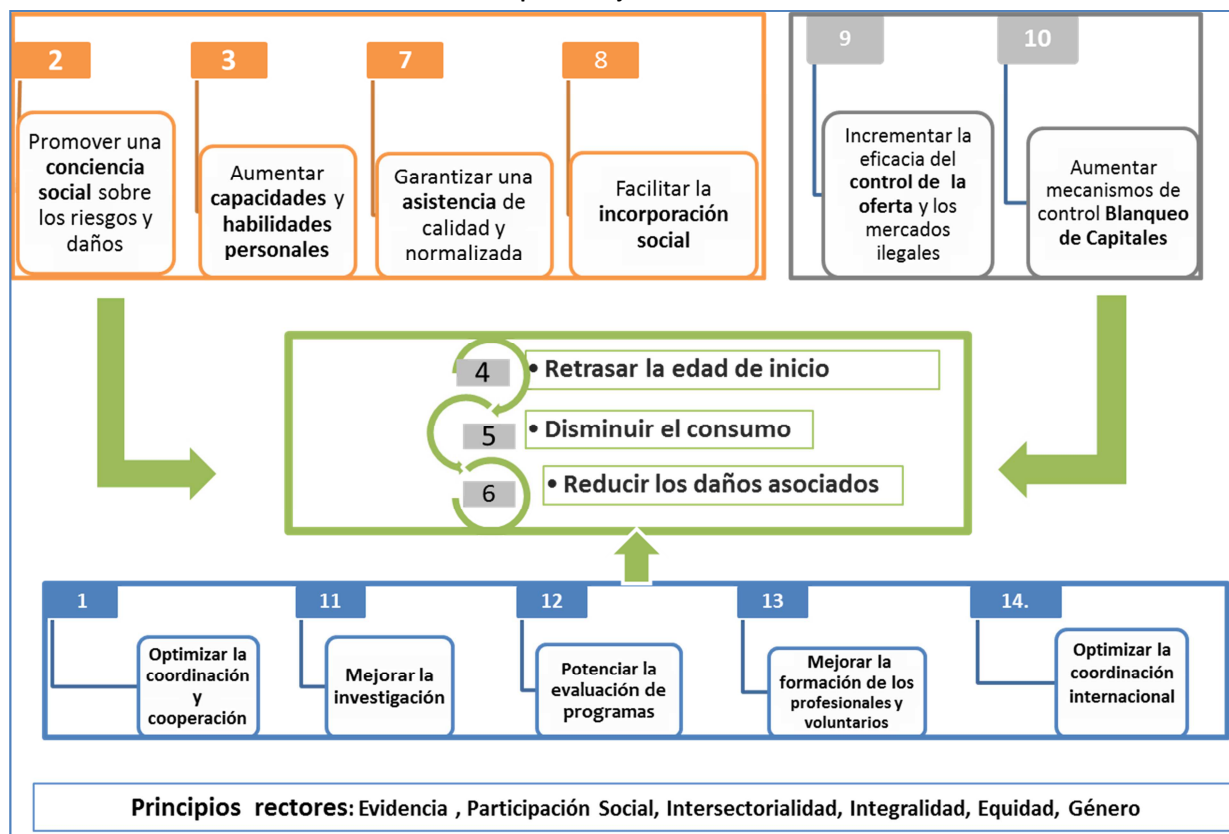 2
Promover una
conciencia
social sobre
los riesgos y
daños
3
Aumentar
capacidades y
habilidades
personales
7
Garantizar una
asistencia de
calidad y
normalizada
8
Facilitar la
incorporación
social
9
Incrementar la
eficacia del
control de la
oferta y los
mercados
ilegales
10
Aumentar
mecanismos de
control Blanqueo
de Capitales
4
• Retrasar la edad de inicio
5
• Disminuir el consumo
6
• Reducir los daños asociados
1
Optimizar la
coordinación
y
cooperación
11
Mejorar la
investigación
12
Potenciar la
evaluación de
programas
13
Mejorar la
formación de los
profesionales y
voluntarios
14.
Optimizar la
coordinación
internacional
Principios rectores: Evidencia , Participación Social, Intersectorialidad, Integralidad, Equidad, Género